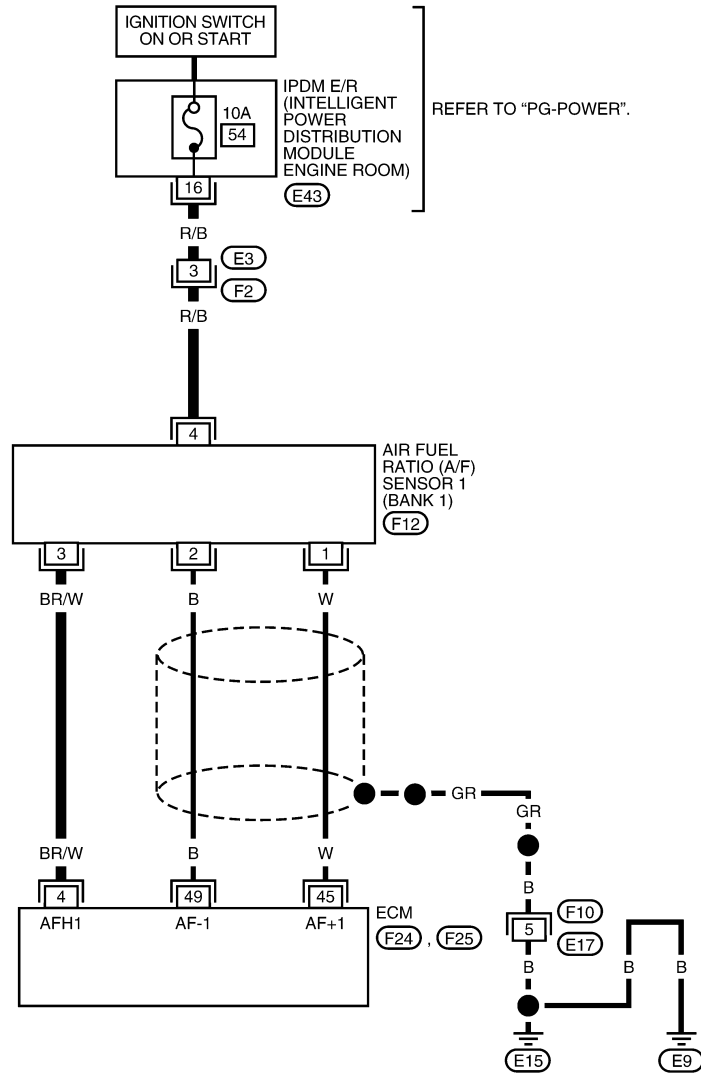 IGNITION SWITCH
ON OR START
IPDM E/R
(INTELLIGENT
POWER
DISTRIBUTION
MODULE
ENGINE ROOM)
10A
54
REFER TO “PG-POWER”.
16
E43
R/B
E3
3
F2
R/B
4
AIR FUEL
RATIO (A/F)
SENSOR 1
(BANK 1)
F12
3 2 1
BR/W B W
GR
GR
BR/W B W
B
4 49 45
AFH1 AF-1 AF+1
ECM
F24 , F25
F10
5
E17
B B B
E15 E9